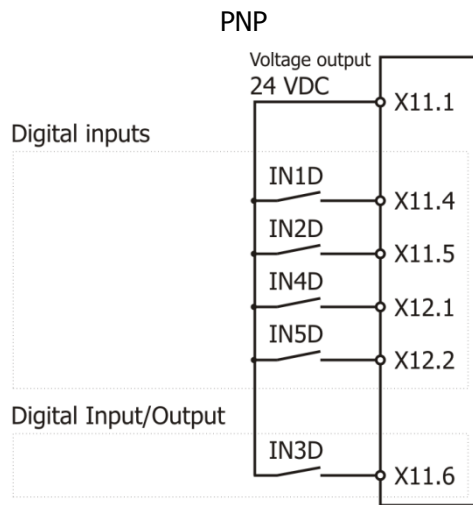 PNP
Voltage output
24 VDC
X11.1
Digital inputs
IN1D
X11.4
IN2D
X11.5
IN4D
X12.1
IN5D
X12.2
Digital Input/Output
IN3D
X11.6